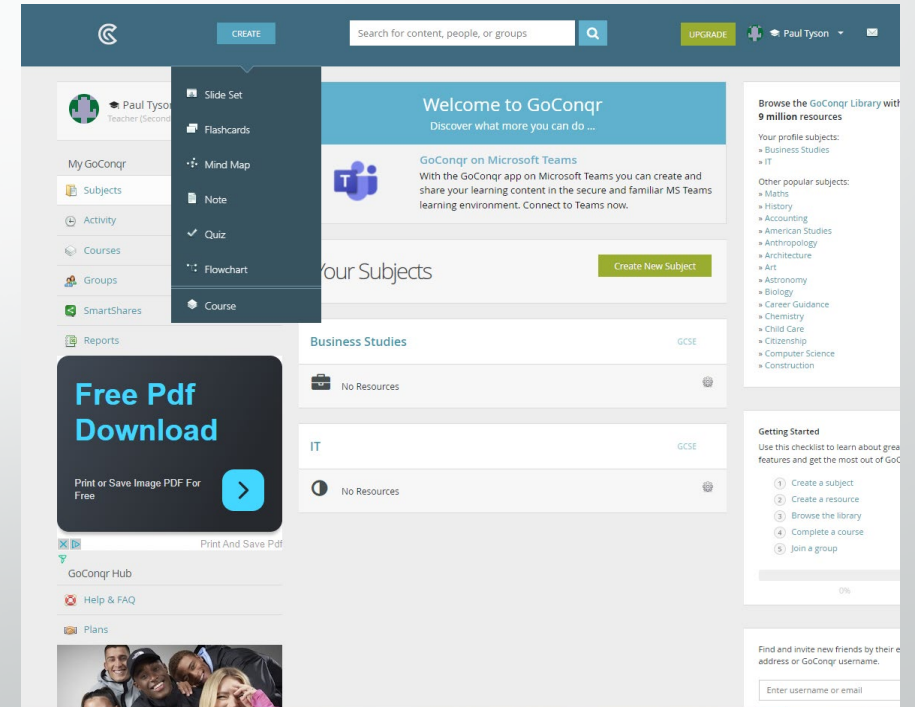 CREATE
Search for content, people, or groups
UPGRADE
Paul Tyson
Teacher (Second
My GoConqr
Subjects
Activity
Courses
Groups
SmartShares
Reports
Slide Set
Flashcards
Mind Map
Note
Quiz
Flowchart
Course
Free Pdf
Download
Print or Save Image PDF For
Free
Print And Save Pdf
GoConqr Hub
Help & FAQ
Plans
Welcome to GoConqr
Discover what more you can do ...
GoConqr on Microsoft Teams
With the GoConqr app on Microsoft Teams you can create and
share your learning content in the secure and familiar MS Teams
learning environment. Connect to Teams now.
Your Subjects
Create New Subject
Business Studies
GCSE
No Resources
IT
GCSE
No Resources
Browse the GoConqr Library with
9 million resources
Your profile subjects:
» Business Studies
» IT
Other popular subjects:
» Maths
» History
» Accounting
» American Studies
» Anthropology
» Architecture
» Art
» Astronomy
» Biology
» Career Guidance
» Chemistry
» Child Care
» Citizenship
» Computer Science
» Construction
Getting Started
Use this checklist to learn about grea
features and get the most out of GoC
1 Create a subject
2 Create a resource
3 Browse the library
4 Complete a course
5 Join a group
0%
Find and invite new friends by their e
address or GoConqr username.
Enter username or email